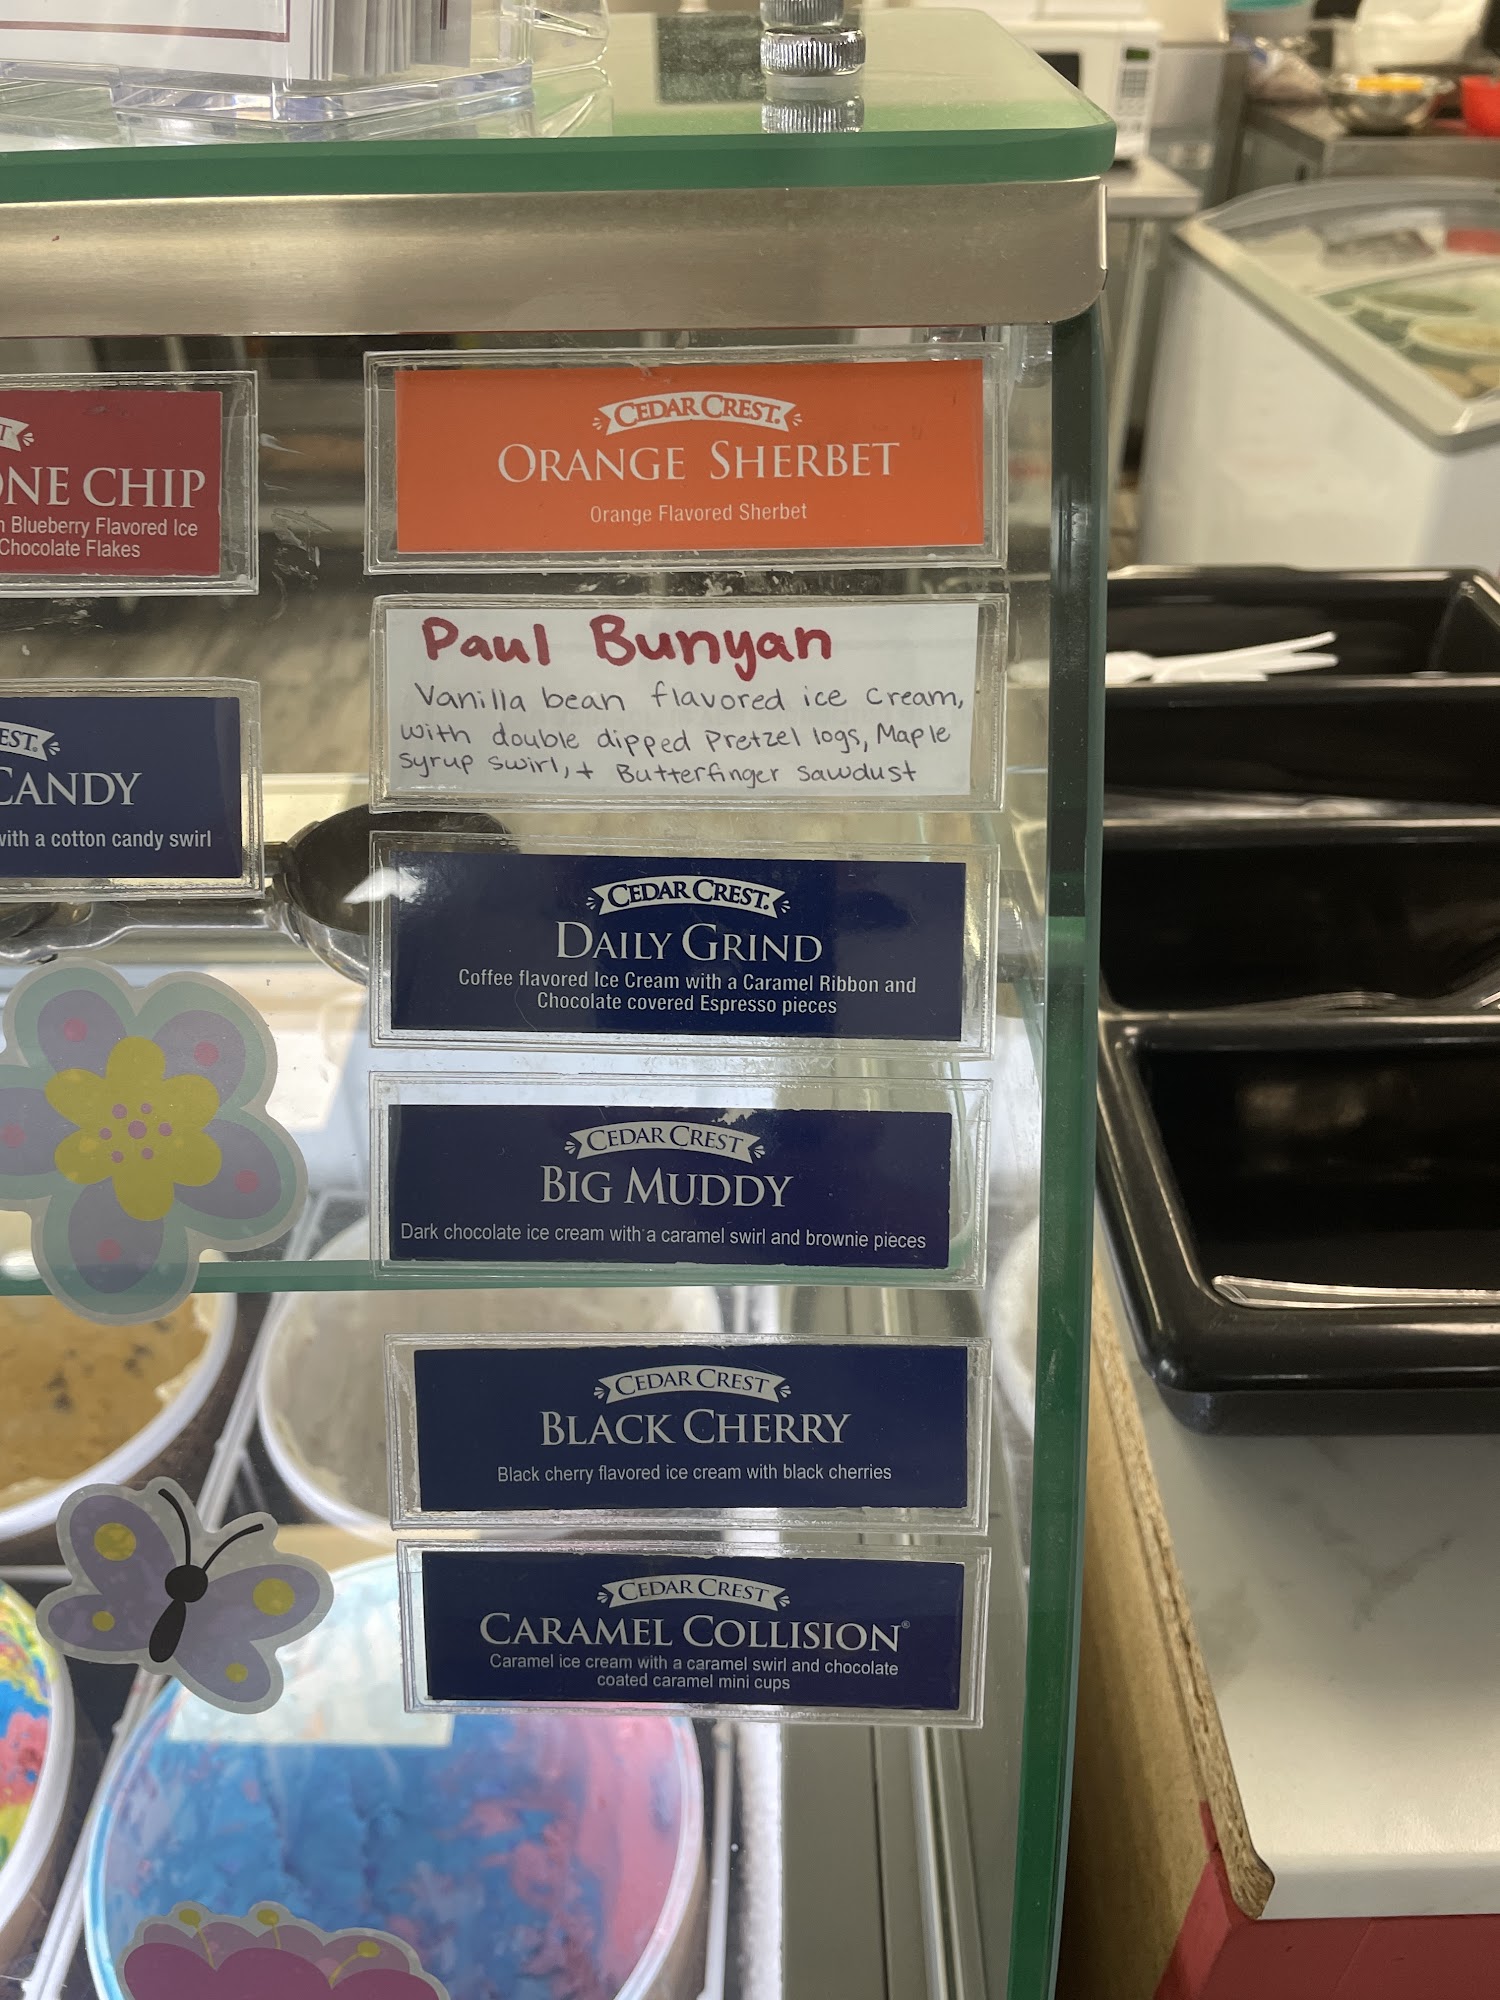 CEDAR CREST.
ORANGE SHERBET
Orange Flavored Sherbet
ONE CHIP
Blueberry Flavored Ice
Chocolate Flakes
Paul Bunyan
Vanilla bean flavored ice cream,
with double dipped Pretzel logs, Maple
syrup swirl, + Butterfinger sawdust
EST.
CANDY
with a cotton candy swirl
CEDAR CREST.
DAILY GRIND
Coffee flavored Ice Cream with a Caramel Ribbon and
Chocolate covered Espresso pieces
CEDAR CREST
BIG MUDDY
Dark chocolate ice cream with a caramel swirl and brownie pieces
CEDAR CREST
BLACK CHERRY
Black cherry flavored ice cream with black cherries
CEDAR CREST
CARAMEL COLLISION®
Caramel ice cream with a caramel swirl and chocolate
coated caramel mini cups